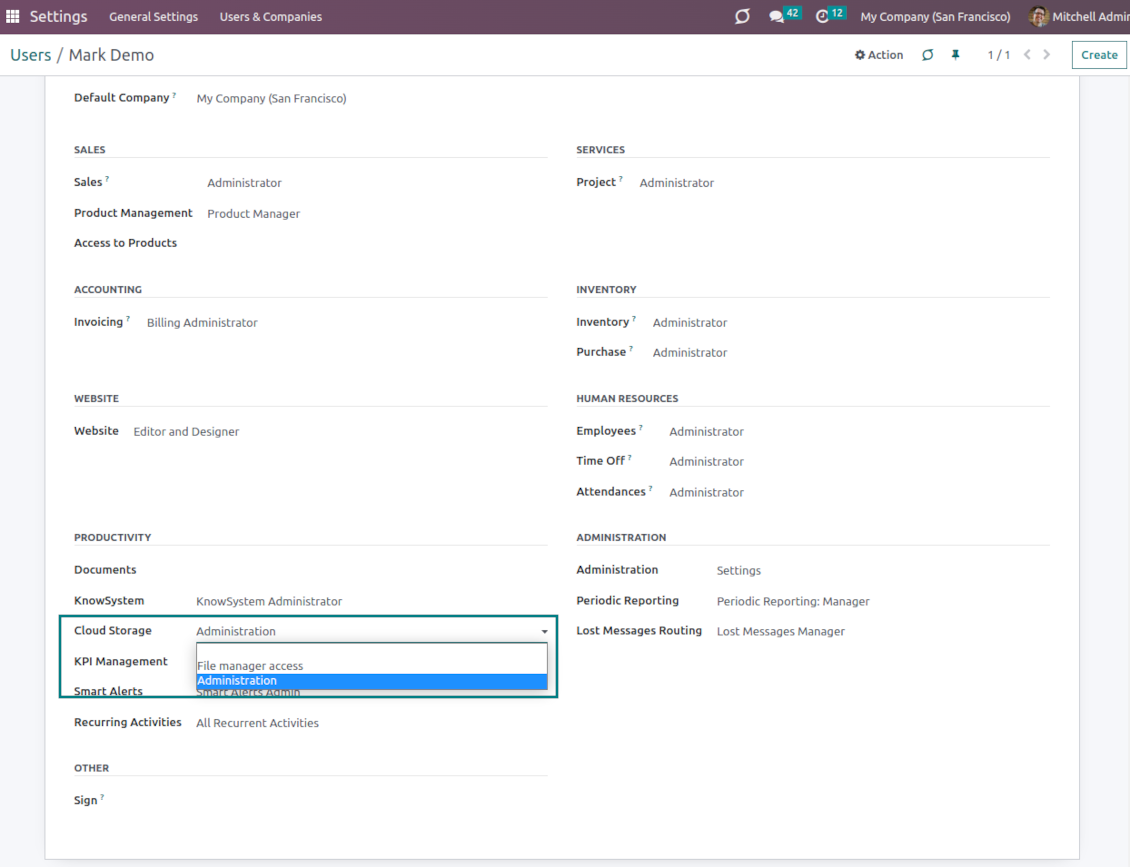 Settings General Settings Users & Companies 42 12 My Company (San Francisco) Mitchell Admin
Users / Mark Demo Action 1 / 1 Create
Default Company ? My Company (San Francisco)
SALES
Sales ? Administrator
Product Management Product Manager
Access to Products
SERVICES
Project ? Administrator
ACCOUNTING
Invoicing ? Billing Administrator
INVENTORY
Inventory ? Administrator
Purchase ? Administrator
WEBSITE
Website Editor and Designer
HUMAN RESOURCES
Employees ? Administrator
Time Off ? Administrator
Attendances ? Administrator
PRODUCTIVITY
Documents
KnowSystem KnowSystem Administrator
Cloud Storage Administration
KPI Management
File manager access
Administration
Smart Alerts Smart Alerts Admin
Recurring Activities All Recurrent Activities
ADMINISTRATION
Administration Settings
Periodic Reporting Periodic Reporting: Manager
Lost Messages Routing Lost Messages Manager
OTHER
Sign ?